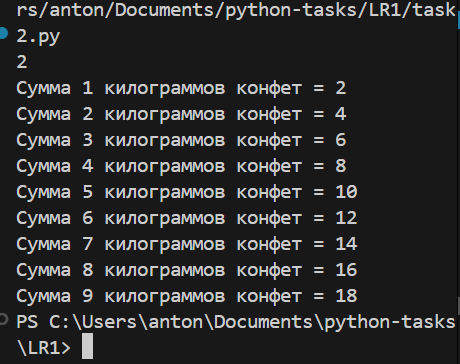 rs/anton/Documents/python-tasks/LR1/task
2.py
2
Сумма 1 килограммов конфет = 2
Сумма 2 килограммов конфет = 4
Сумма 3 килограммов конфет = 6
Сумма 4 килограммов конфет = 8
Сумма 5 килограммов конфет = 10
Сумма 6 килограммов конфет = 12
Сумма 7 килограммов конфет = 14
Сумма 8 килограммов конфет = 16
Сумма 9 килограммов конфет = 18
PS C:\Users\anton\Documents\python-tasks
\LR1>